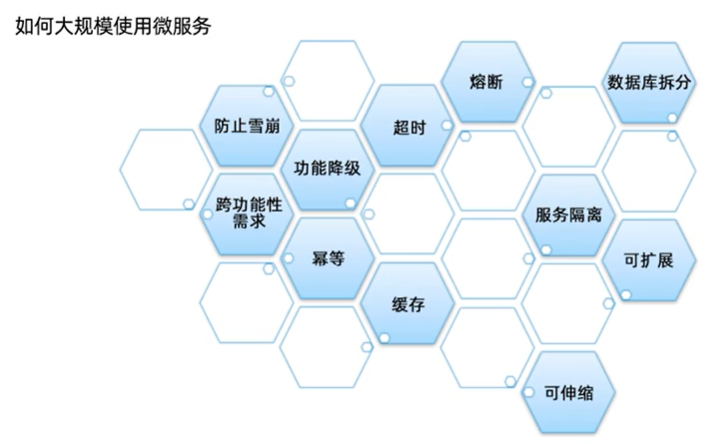 如何大规模使用微服务
熔断
数据库拆分
防止雪崩
超时
功能降级
跨功能性
需求
服务隔离
幂等
可扩展
缓存
可伸缩